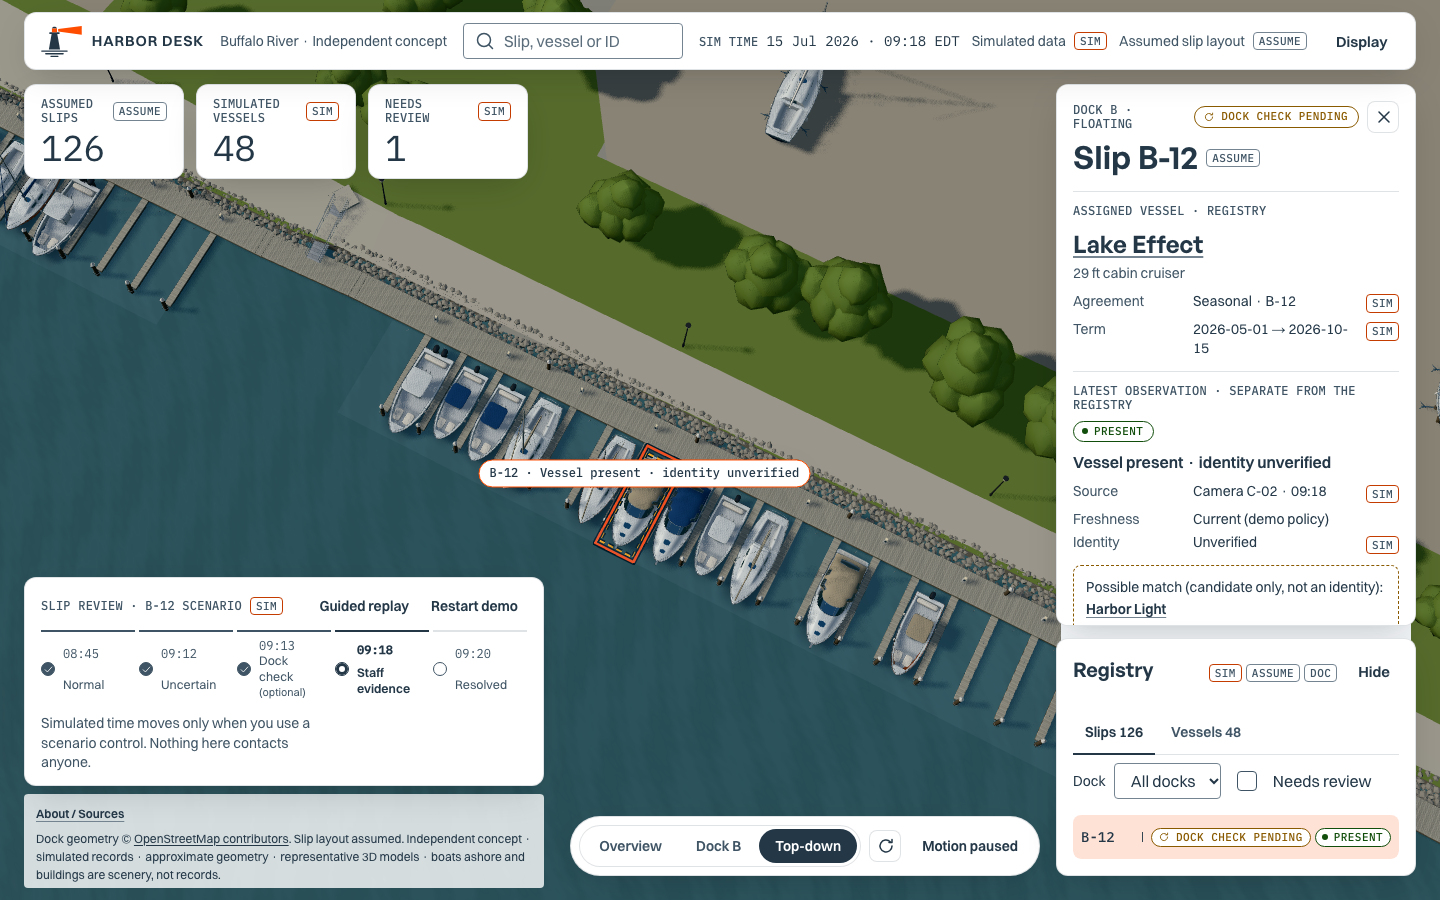 HARBOR DESK
Buffalo River · Independent concept
Slip, vessel or ID
SIM TIME 15 Jul 2026 · 09:18 EDT
Simulated data SIM
Assumed slip layout ASSUME
Display
ASSUMED
SLIPS
ASSUME
126
SIMULATED
VESSELS
SIM
48
NEEDS
REVIEW
SIM
1
DOCK B ·
FLOATING
DOCK CHECK PENDING
Slip B-12 ASSUME
ASSIGNED VESSEL · REGISTRY
Lake Effect
29 ft cabin cruiser
Agreement Seasonal · B-12 SIM
Term 2026-05-01 → 2026-10-
15
SIM
LATEST OBSERVATION · SEPARATE FROM THE
REGISTRY
PRESENT
Vessel present · identity unverified
Source Camera C-02 · 09:18 SIM
Freshness Current (demo policy)
Identity Unverified SIM
Possible match (candidate only, not an identity):
Harbor Light
B-12 · Vessel present · identity unverified
SLIP REVIEW · B-12 SCENARIO SIM
Guided replay
Restart demo
08:45
Normal
09:12
Uncertain
09:13
Dock
check
(optional)
09:18
Staff
evidence
09:20
Resolved
Simulated time moves only when you use a
scenario control. Nothing here contacts
anyone.
About / Sources
Dock geometry © OpenStreetMap contributors. Slip layout assumed. Independent concept ·
simulated records · approximate geometry · representative 3D models · boats ashore and
buildings are scenery, not records.
Overview
Dock B
Top-down
Motion paused
Registry
SIM ASSUME DOC
Hide
Slips 126
Vessels 48
Dock
All docks
Needs review
B-12
DOCK CHECK PENDING
PRESENT